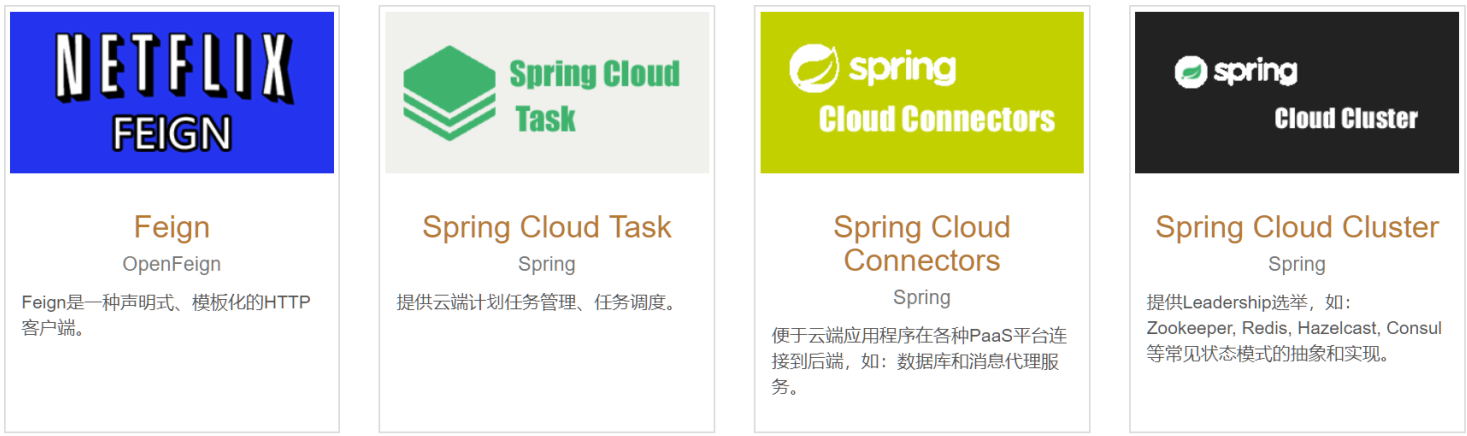 NETFLIX
FEIGN
Feign
OpenFeign
Feign是一种声明式、模板化的HTTP
客户端。
Spring Cloud
Task
Spring Cloud Task
Spring
提供云端计划任务管理、任务调度。
spring
Cloud Connectors
Spring Cloud
Connectors
Spring
便于云端应用程序在各种PaaS平台连
接到后端，如：数据库和消息代理服
务。
spring
Cloud Cluster
Spring Cloud Cluster
Spring
提供Leadership选举，如：
Zookeeper, Redis, Hazelcast, Consul
等常见状态模式的抽象和实现。